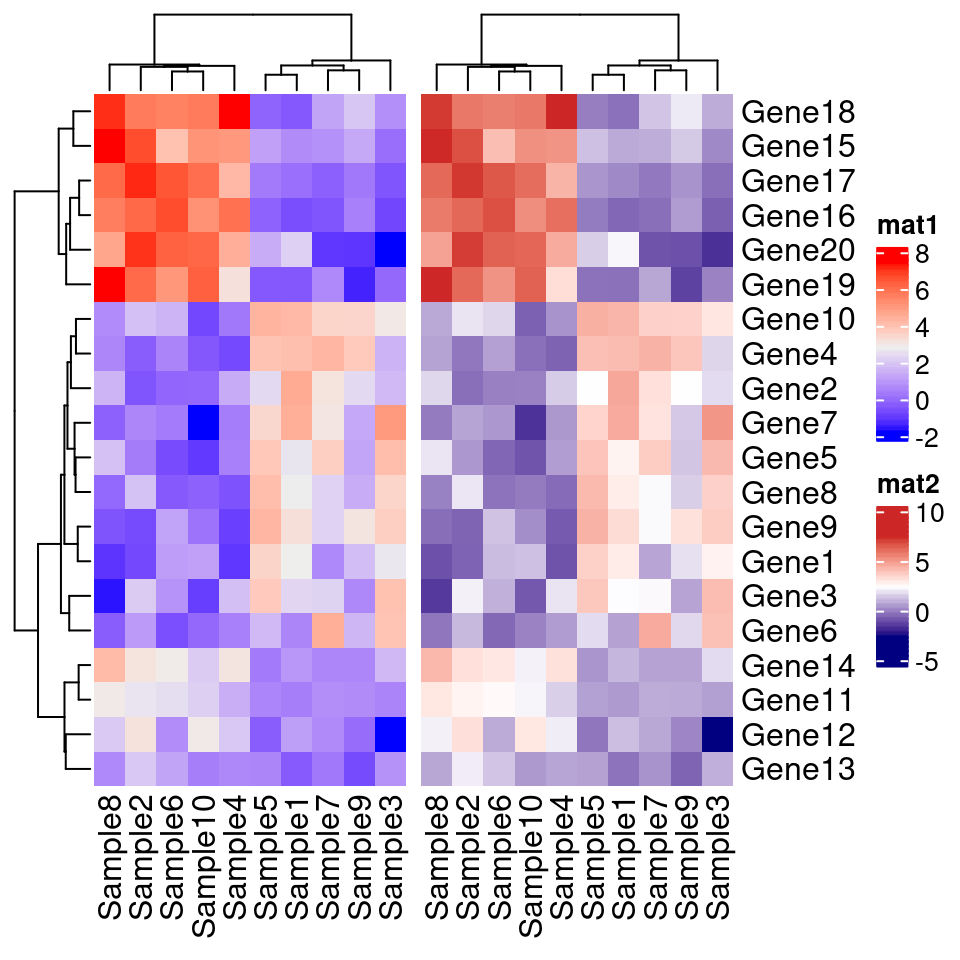 Gene18
Gene15
Gene17
Gene16
Gene20
Gene19
Gene10
Gene4
Gene2
Gene7
Gene5
Gene8
Gene9
Gene1
Gene3
Gene6
Gene14
Gene11
Gene12
Gene13
Sample8
Sample2
Sample6
Sample10
Sample4
Sample5
Sample1
Sample7
Sample9
Sample3
Sample8
Sample2
Sample6
Sample10
Sample4
Sample5
Sample1
Sample7
Sample9
Sample3
mat1
8
6
4
2
0
-2
mat2
10
5
0
-5